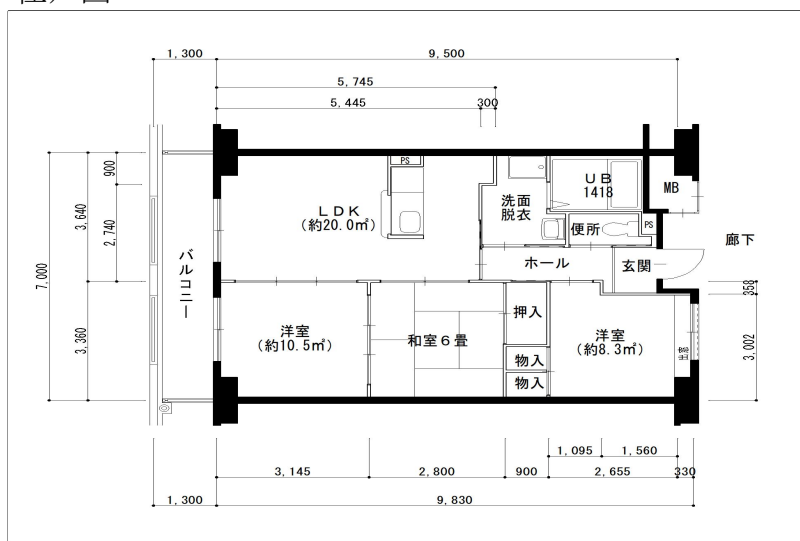 1,300
9,500
5,745
5,445
300
PS
UB
1418
MB
洗面
脱衣
LDK
(約20.0㎡)
便所
PS
廊下
ホール
玄関
バルコニー
900
3,640
2,740
7,000
3,360
358
3,002
洋室
(約10.5㎡)
和室6畳
押入
物入
物入
洋室
(約8.3㎡)
出窓
1,095
1,560
3,145
2,800
900
2,655
330
1,300
9,830